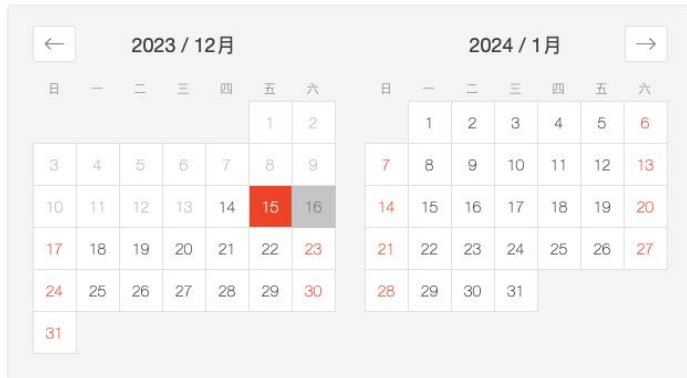 ← 2023 / 12月
日 一 二 三 四 五 六
1 2
3 4 5 6 7 8 9
10 11 12 13 14 15 16
17 18 19 20 21 22 23
24 25 26 27 28 29 30
31
2024 / 1月 →
日 一 二 三 四 五 六
1 2 3 4 5 6
7 8 9 10 11 12 13
14 15 16 17 18 19 20
21 22 23 24 25 26 27
28 29 30 31